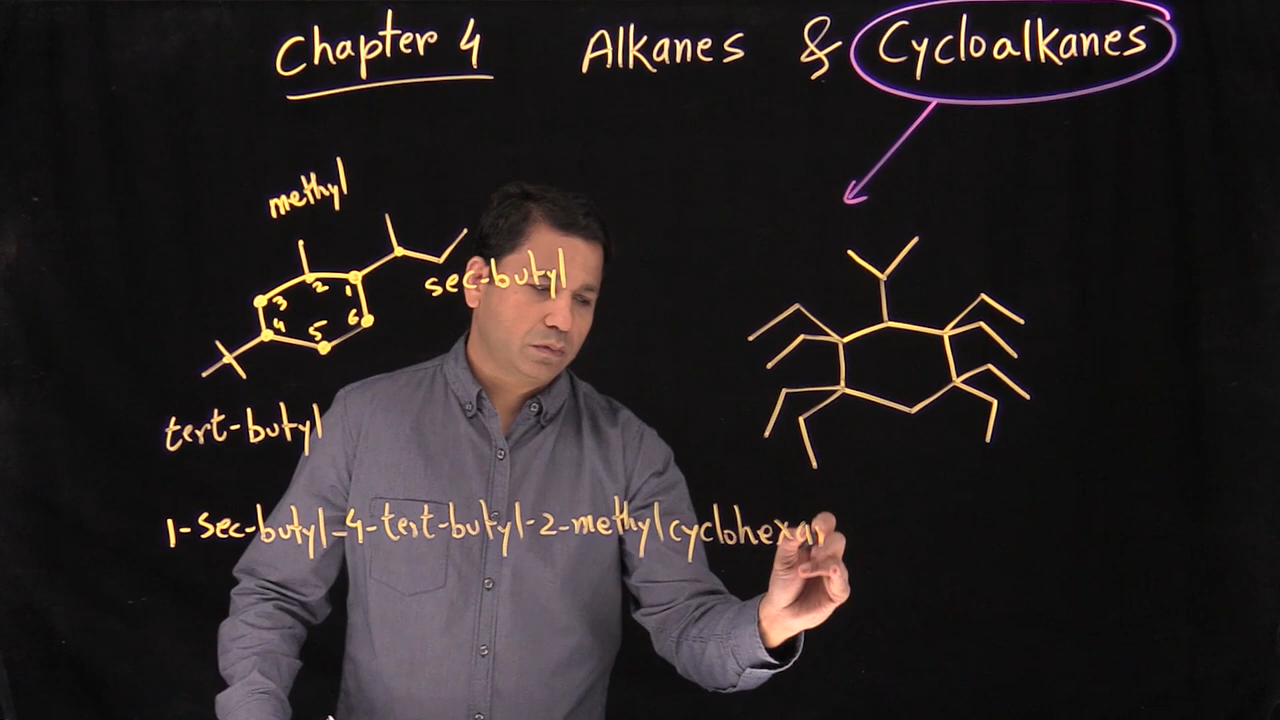 Chapter 4 Alkanes & Cycloalkanes
methyl
sec-butyl
1
2
3
4
5
6
tert-butyl
1-sec-butyl-4-tert-butyl-2-methylcyclohexan